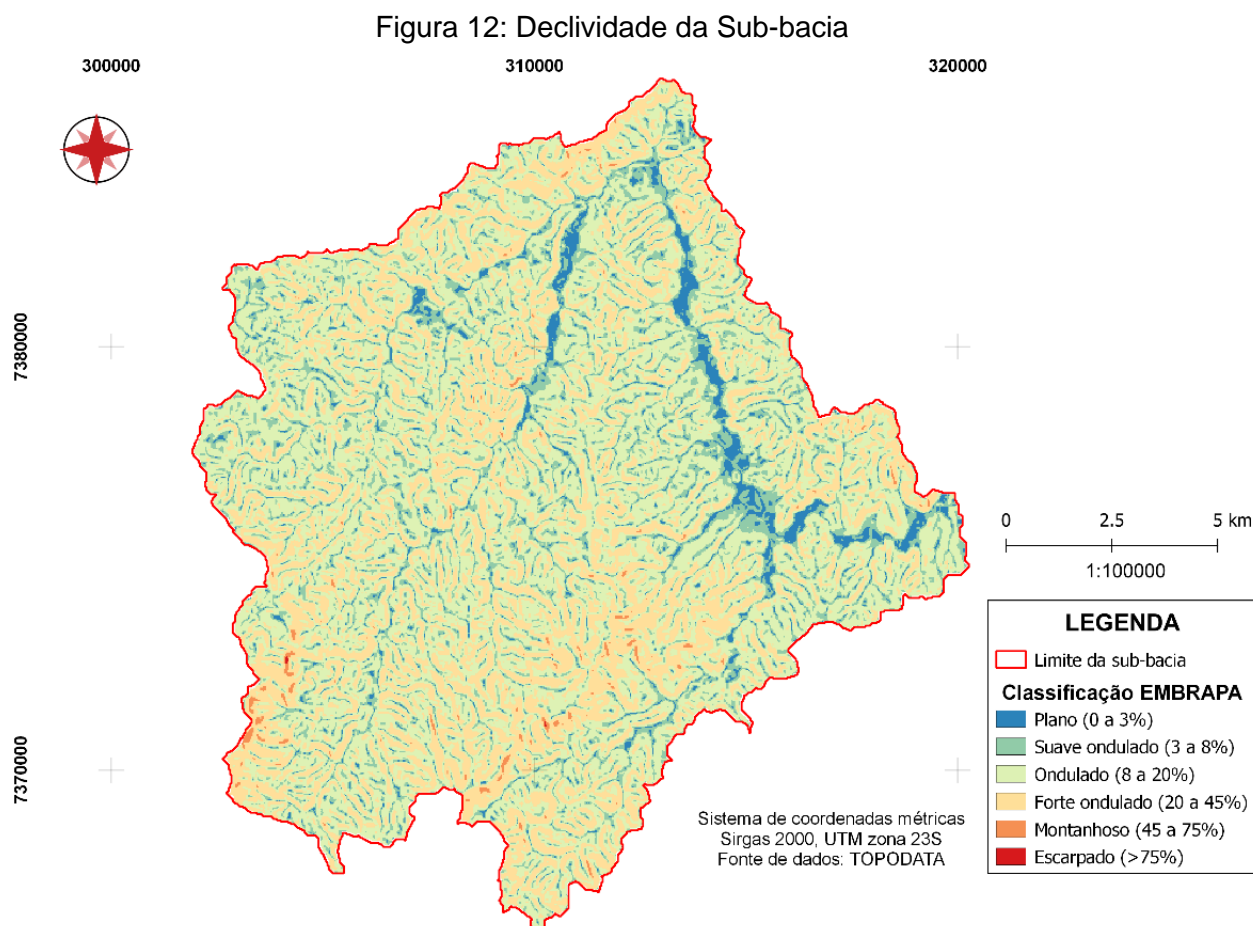 Figura 12: Declividade da Sub-bacia
300000
310000
320000
7380000
7370000
0 2.5 5 km
1:100000
LEGENDA
Limite da sub-bacia
Classificação EMBRAPA
Plano (0 a 3%)
Suave ondulado (3 a 8%)
Ondulado (8 a 20%)
Forte ondulado (20 a 45%)
Montanhoso (45 a 75%)
Escarpado (>75%)
Sistema de coordenadas métricas
Sirgas 2000, UTM zona 23S
Fonte de dados: TOPODATA